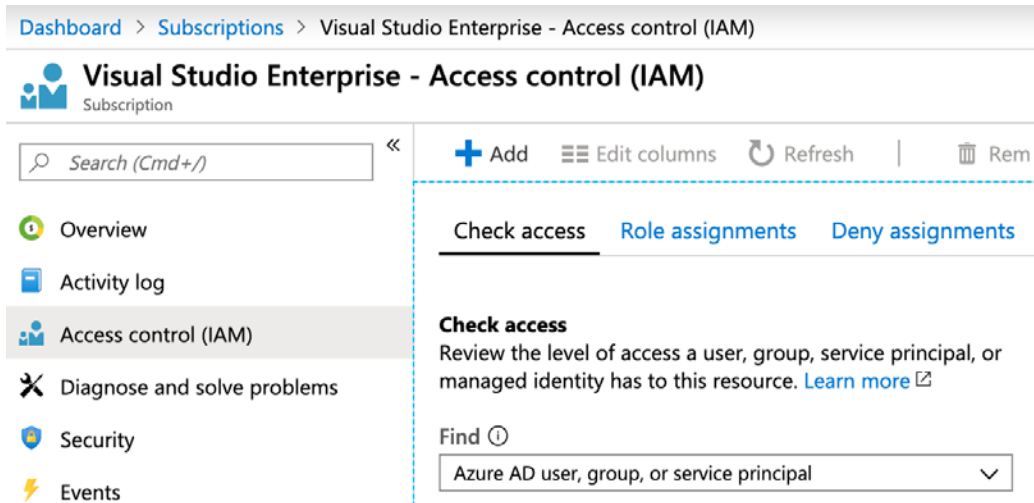 Dashboard > Subscriptions > Visual Studio Enterprise - Access control (IAM)
Visual Studio Enterprise - Access control (IAM)
Subscription
Search (Cmd+/)
«
Overview
Activity log
Access control (IAM)
Diagnose and solve problems
Security
Events
Add Edit columns Refresh | Rem
Check access Role assignments Deny assignments
Check access
Review the level of access a user, group, service principal, or
managed identity has to this resource. Learn more
Find
Azure AD user, group, or service principal